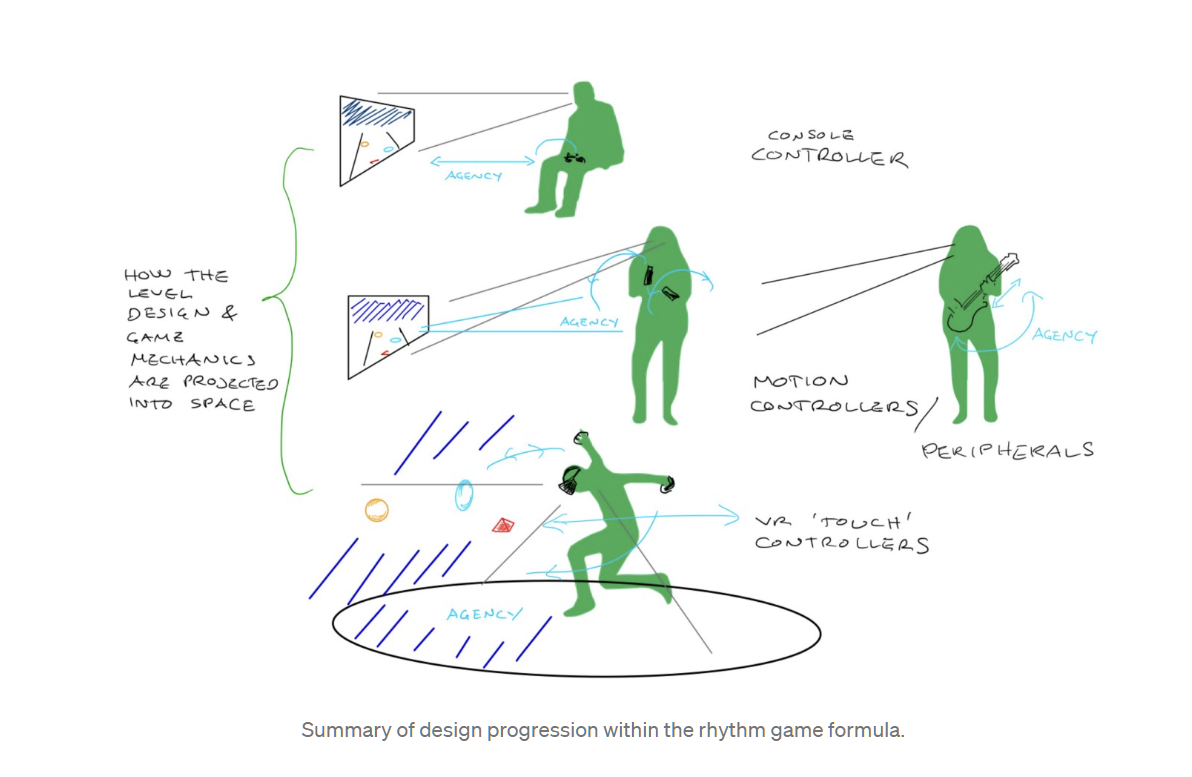 CONSOLE
CONTROLLER
AGENCY
HOW THE
LEVEL
DESIGN &
GAME
MECHANICS
ARE PROJECTED
INTO SPACE
AGENCY
AGENCY
MOTION
CONTROLLERS/
PERIPHERALS
VR 'TOUCH'
CONTROLLERS
AGENCY
Summary of design progression within the rhythm game formula.